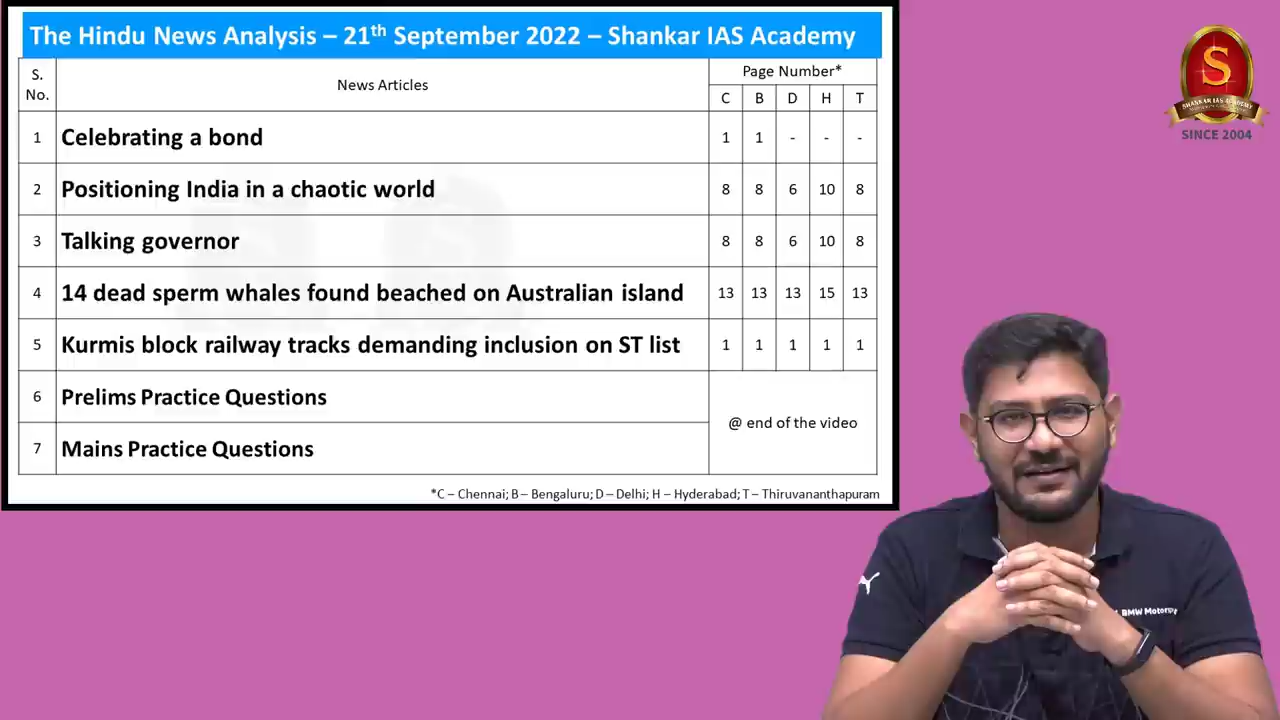 The Hindu News Analysis – 21th September 2022 – Shankar IAS Academy
S. No. News Articles Page Number*
C B D H T
1 Celebrating a bond 1 1 - - -
2 Positioning India in a chaotic world 8 8 6 10 8
3 Talking governor 8 8 6 10 8
4 14 dead sperm whales found beached on Australian island 13 13 13 15 13
5 Kurmis block railway tracks demanding inclusion on ST list 1 1 1 1 1
6 Prelims Practice Questions
@ end of the video
7 Mains Practice Questions
*C – Chennai; B – Bengaluru; D – Delhi; H – Hyderabad; T – Thiruvananthapuram
S
SHANKAR IAS ACADEMY
SINCE 2004
BMW